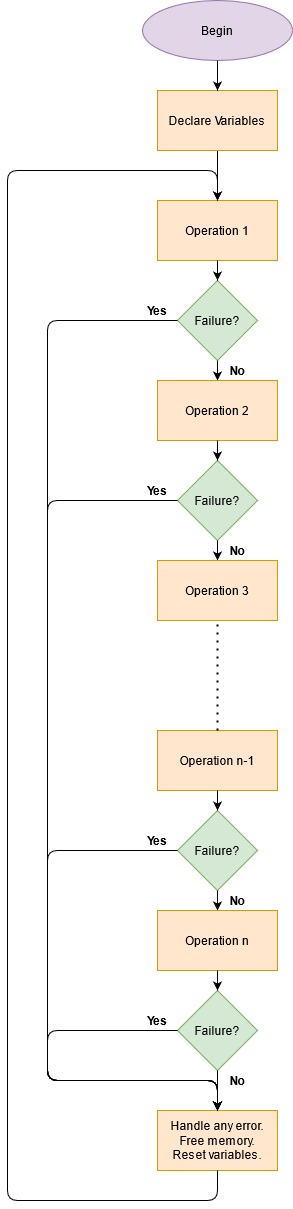 Begin
Declare Variables
Operation 1
Yes
Failure?
No
Operation 2
Yes
Failure?
No
Operation 3
Operation n-1
Yes
Failure?
No
Operation n
Yes
Failure?
No
Handle any error.
Free memory.
Reset variables.